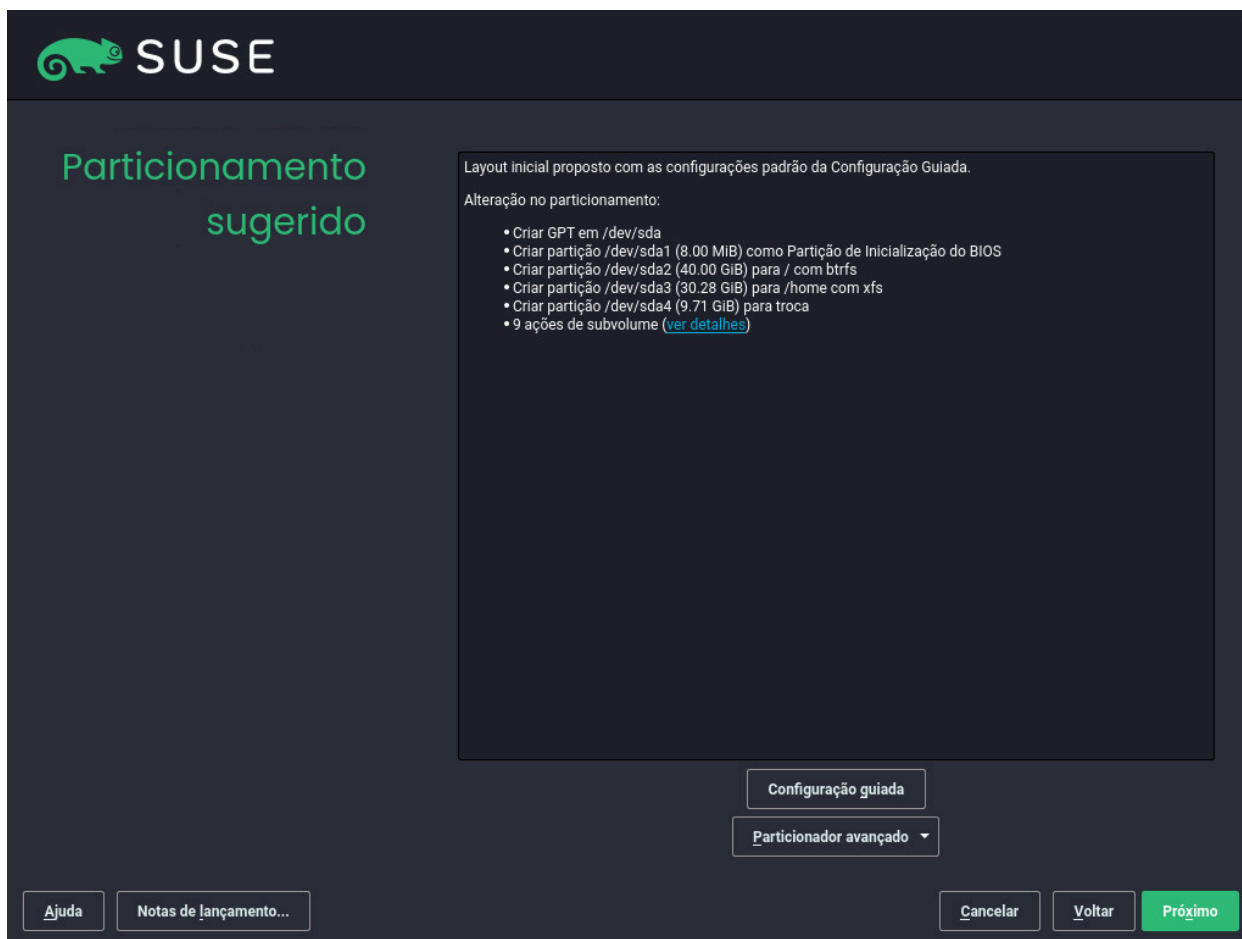 SUSE
Particionamento
sugerido
Layout inicial proposto com as configurações padrão da Configuração Guiada.
Alteração no particionamento:
• Criar GPT em /dev/sda
• Criar partição /dev/sda1 (8.00 MiB) como Partição de Inicialização do BIOS
• Criar partição /dev/sda2 (40.00 GiB) para / com btrfs
• Criar partição /dev/sda3 (30.28 GiB) para /home com xfs
• Criar partição /dev/sda4 (9.71 GiB) para troca
• 9 ações de subvolume (ver detalhes)
Configuração guiada
Particionador avançado
Ajuda
Notas de lançamento...
Cancelar
Voltar
Próximo